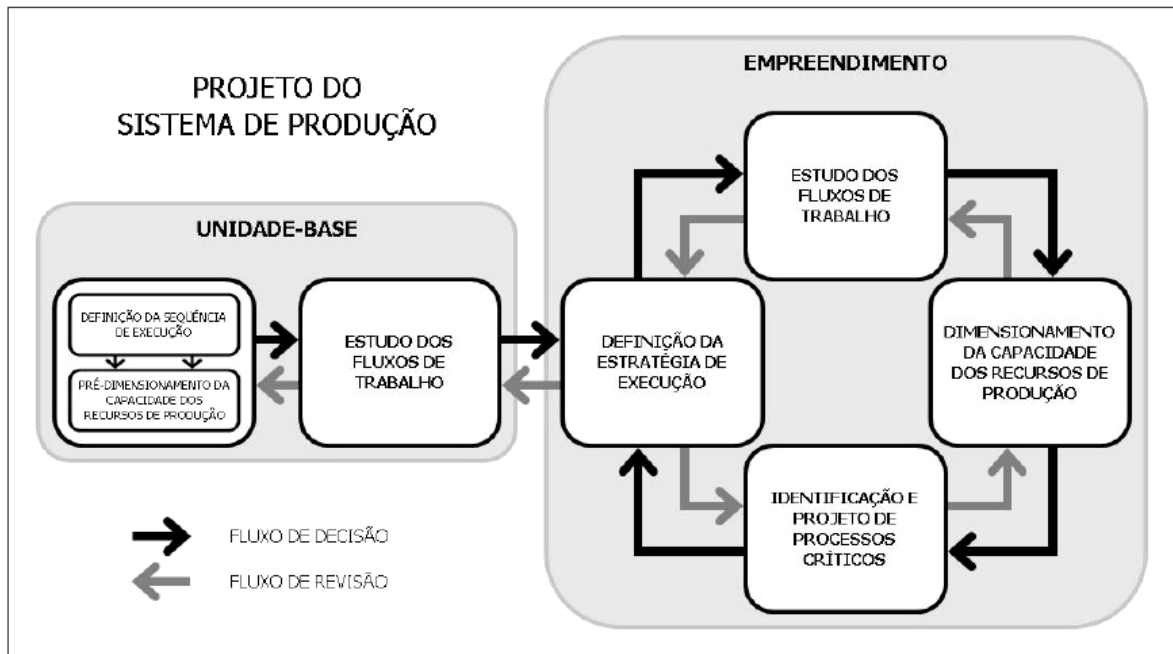 PROJETO DO
SISTEMA DE PRODUÇÃO
UNIDADE-BASE
DEFINIÇÃO DA SEQÜÊNCIA
DE EXECUÇÃO
PRÉ-DIMENSIONAMENTO DA
CAPACIDADE DOS
RECURSOS DE PRODUÇÃO
ESTUDO DOS
FLUXOS DE
TRABALHO
EMPREENDIMENTO
ESTUDO DOS
FLUXOS DE
TRABALHO
DEFINIÇÃO DA
ESTRATÉGIA DE
EXECUÇÃO
DIMENSIONAMENTO
DA CAPACIDADE
DOS RECURSOS DE
PRODUÇÃO
IDENTIFICAÇÃO E
PROJETO DE
PROCESSOS
CRÍTICOS
FLUXO DE DECISÃO
FLUXO DE REVISÃO